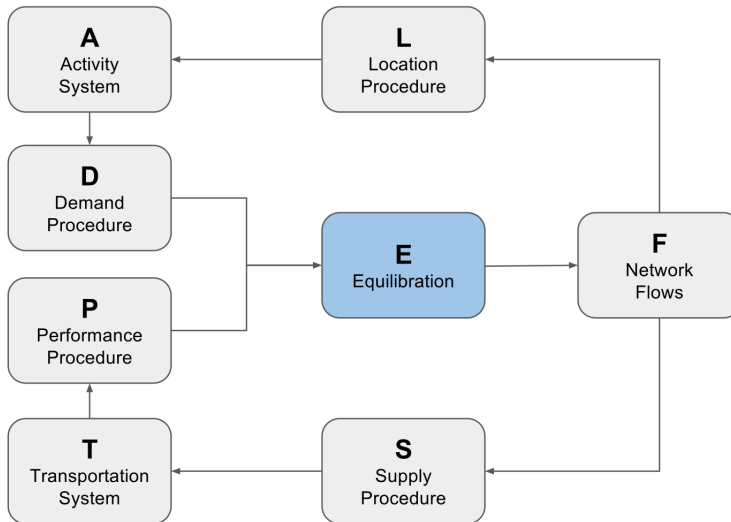 A
Activity
System
L
Location
Procedure
D
Demand
Procedure
E
Equilibration
F
Network
Flows
P
Performance
Procedure
T
Transportation
System
S
Supply
Procedure